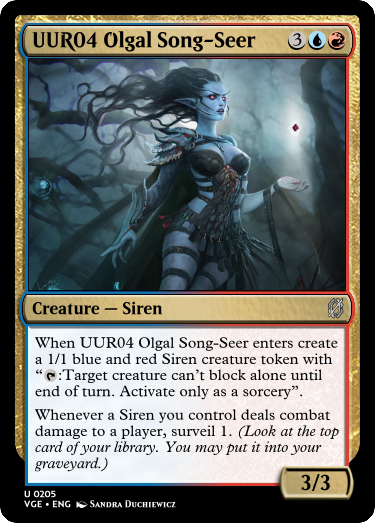 UUR04 Olgal Song-Seer 3
Creature — Siren
When UUR04 Olgal Song-Seer enters create
a 1/1 blue and red Siren creature token with
“:Target creature can’t block alone until
end of turn. Activate only as a sorcery”.
Whenever a Siren you control deals combat
damage to a player, surveil 1. (Look at the top
card of your library. You may put it into your
graveyard.)
3/3
U 0205
VGE • ENG Sandra Duchiewicz